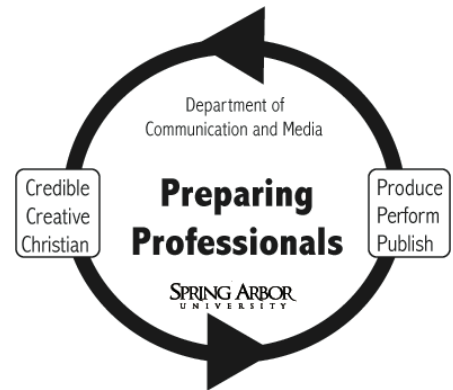 Department of
Communication and Media
Credible
Creative
Christian
Preparing
Professionals
Produce
Perform
Publish
SPRING ARBOR
UNIVERSITY